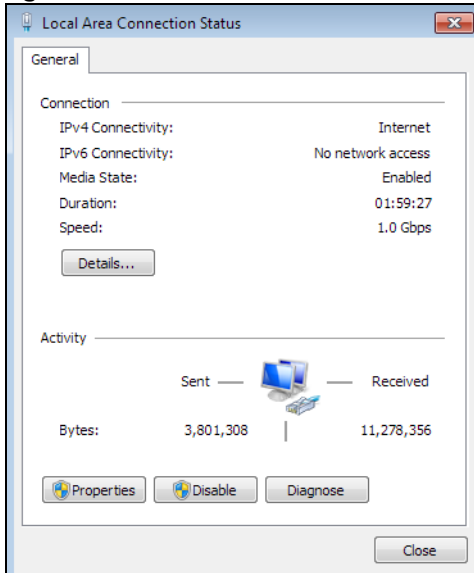 Local Area Connection Status
General
Connection
IPv4 Connectivity: Internet
IPv6 Connectivity: No network access
Media State: Enabled
Duration: 01:59:27
Speed: 1.0 Gbps
Details...
Activity
Sent Received
Bytes: 3,801,308 11,278,356
Properties Disable Diagnose
Close